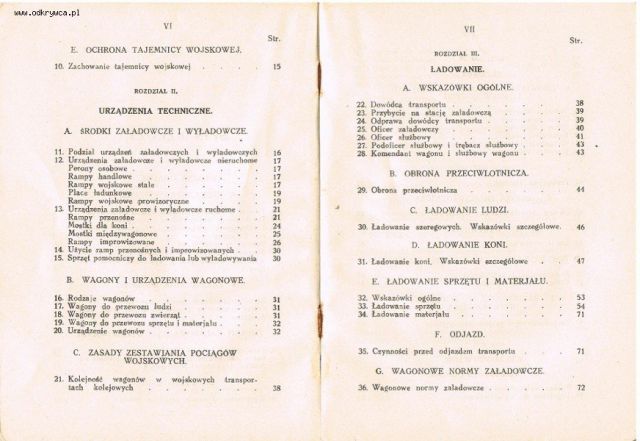 www.odkrywca.pl
VI
Str.
E. OCHRONA TAJEMNICY WOJSKOWEJ.
10. Zachowanie tajemnicy wojskowej . . . . 15
ROZDZIAŁ II.
URZĄDZENIA TECHNICZNE.
A. ŚRODKI ZAŁADOWCZE I WYŁADOWCZE.
11. Podział urządzeń załadowczych i wyładowczych 16
12. Urządzenia załadowcze i wyładowcze nieruchome 17
Perony osobowe . . . . . . . . 17
Rampy handlowe . . . . . . . . 17
Rampy wojskowe stałe . . . . . . . 17
Place ładunkowe . . . . . . . . 19
Rampy wojskowe prowizoryczne . . . . 19
13. Urządzenia załadowcze i wyładowcze ruchome . 21
Rampy przenośne . . . . . . . . 21
Mostki dla koni . . . . . . . . 24
Mostki międzywagonowe . . . . . . 25
Rampy improwizowane . . . . . . . 26
14. Użycie ramp przenośnych i improwizowanych . 30
15. Sprzęt pomocniczy do ładowania lub wyładowywania 30
B. WAGONY I URZĄDZENIA WAGONOWE.
16. Rodzaje wagonów . . . . . . . 31
17. Wagony do przewozu ludzi . . . . . 31
18. Wagony do przewozu zwierząt . . . . 31
19. Wagony do przewozu sprzętu i materjału . . 32
20. Urządzenie wagonów . . . . . . . 32
C. ZASADY ZESTAWIANIA POCIĄGÓW
WOJSKOWYCH.
21. Kolejność wagonów w wojskowych transpor-
tach kolejowych . . . . . . . . 38
VII
Str.
ROZDZIAŁ III.
ŁADOWANIE.
A. WSKAZÓWKI OGÓLNE.
22. Dowódca transportu . . . . . . . 38
23. Przybycie na stację załadowczą . . . . 39
24. Odprawa dowódcy transportu . . . . . 39
25. Oficer załadowczy . . . . . . . 40
26. Oficer służbowy . . . . . . . . 41
27. Podoficer służbowy i trębacz służbowy . . 43
28. Komendant wagonu i służbowy wagonu . . . 43
B. OBRONA PRZECIWLOTNICZA.
29. Obrona przeciwlotnicza . . . . . . 44
C. ŁADOWANIE LUDZI.
30. Ładowanie szeregowych. Wskazówki szczegółowe. 46
D. ŁADOWANIE KONI.
31. Ładowanie koni. Wskazówki szczegółowe . . 47
E. ŁADOWANIE SPRZĘTU I MATERJAŁU.
32. Wskazówki ogólne . . . . . . . 53
33. Ładowanie sprzętu . . . . . . . 54
34. Ładowanie materjału . . . . . . . 71
F. ODJAZD.
35. Czynności przed odjazdem transportu . . . 71
G. WAGONOWE NORMY ZAŁADOWCZE.
36. Wagonowe normy załadowcze . . . . . 72